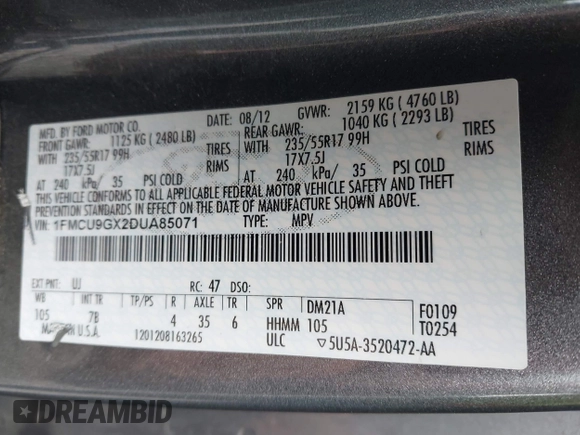 MFD. BY FORD MOTOR CO. DATE: 08/12 GVWR: 2159 KG ( 4760 LB)
FRONT GAWR: 1125 KG ( 2480 LB) REAR GAWR: 1040 KG ( 2293 LB)
WITH 235/55R17 99H TIRES WITH 235/55R17 99H TIRES
17X7.5J RIMS 17X7.5J RIMS
AT 240 kPa/ 35 PSI COLD AT 240 kPa/ 35 PSI COLD
THIS VEHICLE CONFORMS TO ALL APPLICABLE FEDERAL MOTOR VEHICLE SAFETY AND THEFT
PREVENTION STANDARDS IN EFFECT ON THE DATE OF MANUFACTURE SHOWN ABOVE.
VIN: 1FMCU9GX2DUA85071 TYPE: MPV
EXT PNT: UJ RC: 47 DSO:
WB INT TR TP/PS R AXLE TR SPR DM21A F0109
105 7B 4 35 6 HHMM 105 T0254
U.S.A. 1201208163265 ULC ▽5U5A-3520472-AA
DREAMBID